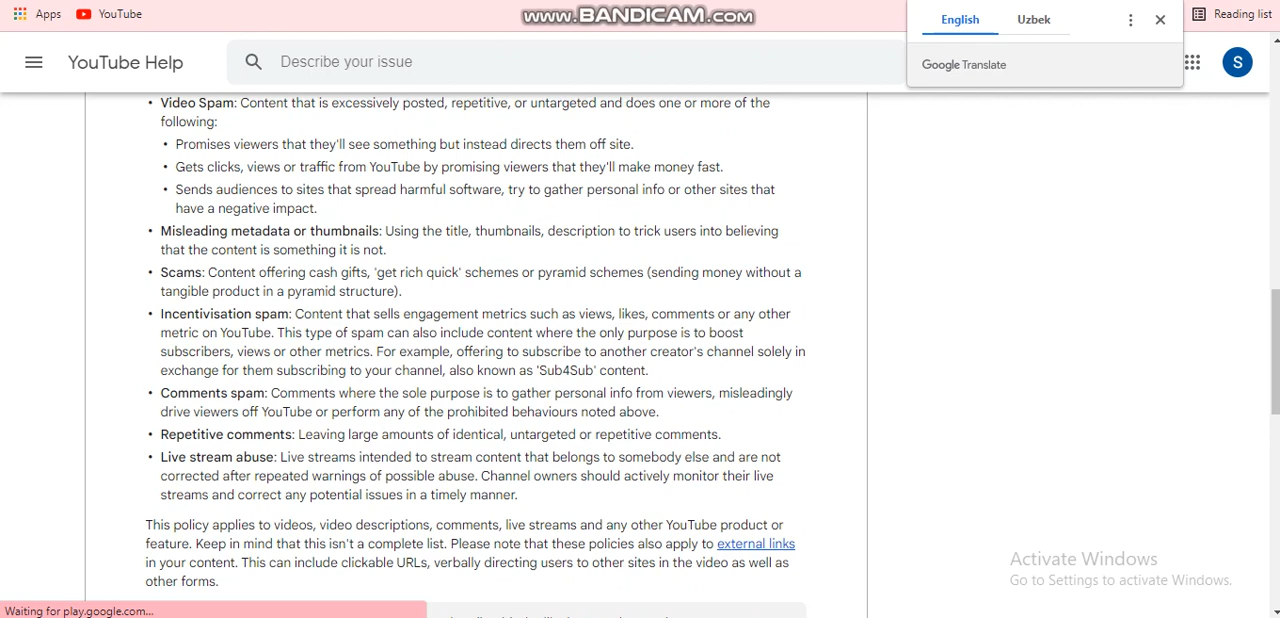 Apps
YouTube
www.BANDICAM.com
English
Uzbek
Reading list
YouTube Help
Describe your issue
Google Translate
S
• Video Spam: Content that is excessively posted, repetitive, or untargeted and does one or more of the
following:
• Promises viewers that they'll see something but instead directs them off site.
• Gets clicks, views or traffic from YouTube by promising viewers that they'll make money fast.
• Sends audiences to sites that spread harmful software, try to gather personal info or other sites that
have a negative impact.
• Misleading metadata or thumbnails: Using the title, thumbnails, description to trick users into believing
that the content is something it is not.
• Scams: Content offering cash gifts, 'get rich quick' schemes or pyramid schemes (sending money without a
tangible product in a pyramid structure).
• Incentivisation spam: Content that sells engagement metrics such as views, likes, comments or any other
metric on YouTube. This type of spam can also include content where the only purpose is to boost
subscribers, views or other metrics. For example, offering to subscribe to another creator's channel solely in
exchange for them subscribing to your channel, also known as 'Sub4Sub' content.
• Comments spam: Comments where the sole purpose is to gather personal info from viewers, misleadingly
drive viewers off YouTube or perform any of the prohibited behaviours noted above.
• Repetitive comments: Leaving large amounts of identical, untargeted or repetitive comments.
• Live stream abuse: Live streams intended to stream content that belongs to somebody else and are not
corrected after repeated warnings of possible abuse. Channel owners should actively monitor their live
streams and correct any potential issues in a timely manner.
This policy applies to videos, video descriptions, comments, live streams and any other YouTube product or
feature. Keep in mind that this isn't a complete list. Please note that these policies also apply to external links
in your content. This can include clickable URLs, verbally directing users to other sites in the video as well as
other forms.
Activate Windows
Go to Settings to activate Windows.
Waiting for play.google.com...